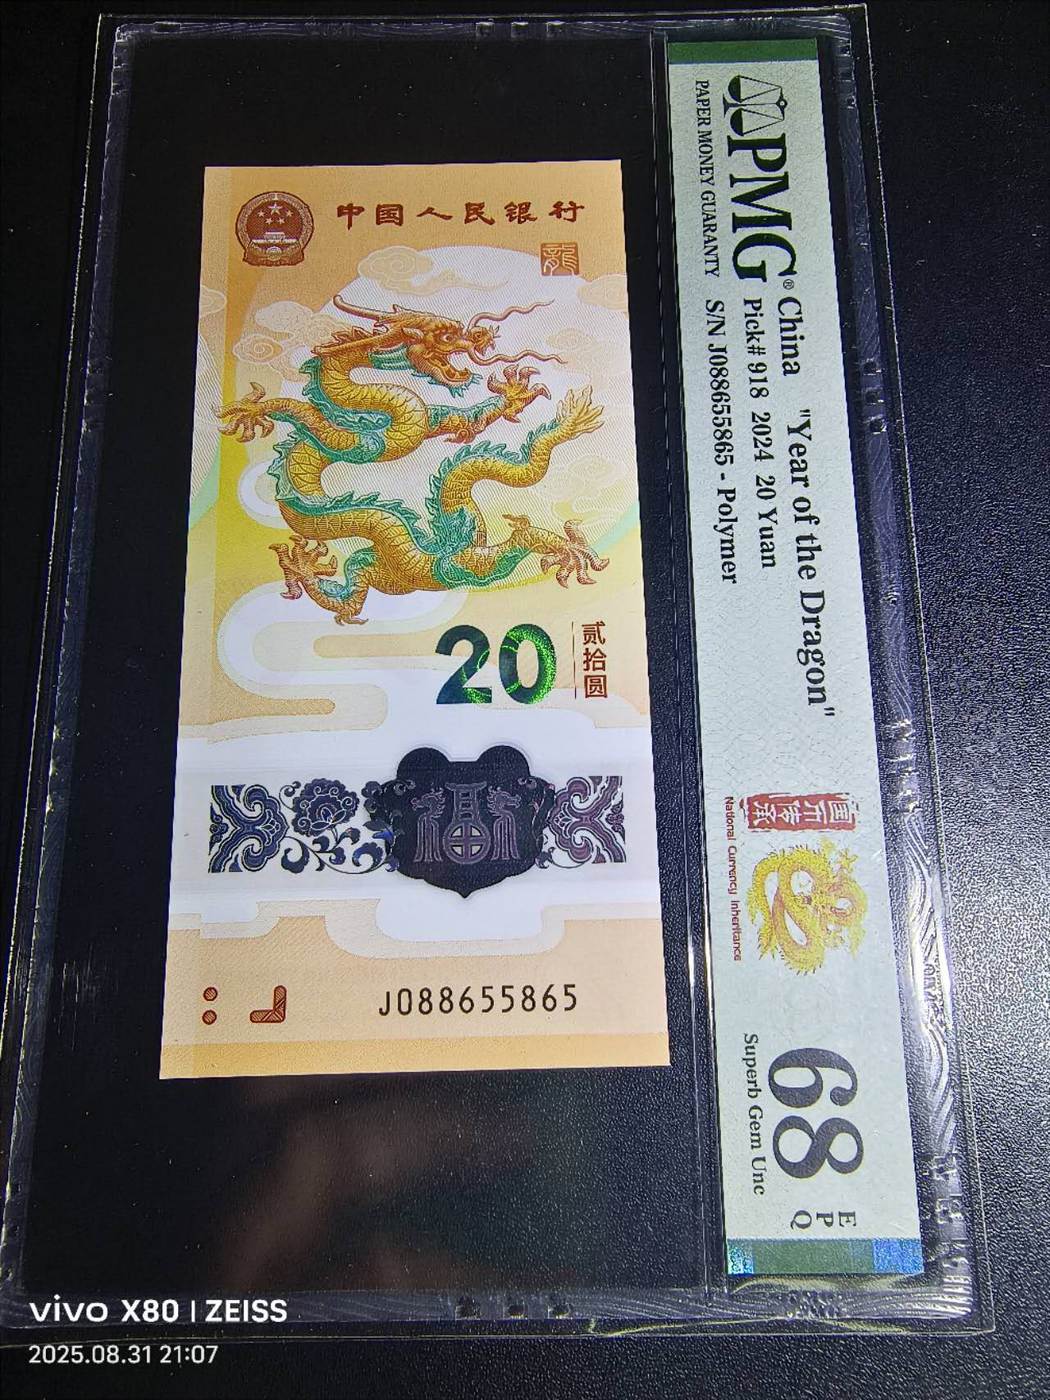 中国人民银行
龍
20
贰拾圆
J088655865
PMG®
PAPER MONEY GUARANTY
China "Year of the Dragon"
Pick# 918 2024 20 Yuan
S/N J088655865 - Polymer
National Currency Inheritance
68
EPQ
Superb Gem Unc
vivo X80 | ZEISS
2025.08.31 21:07